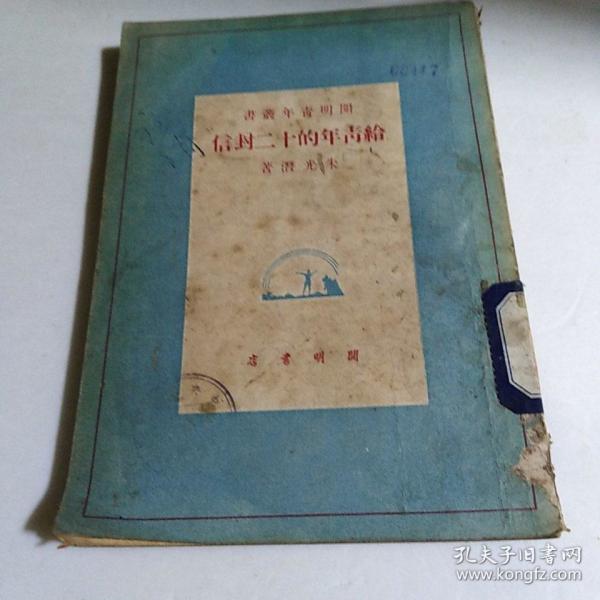 60417
開明青年叢書
給青年的十二封信
朱光潛著
開明書店
孔夫子旧书网
www.kongfz.com